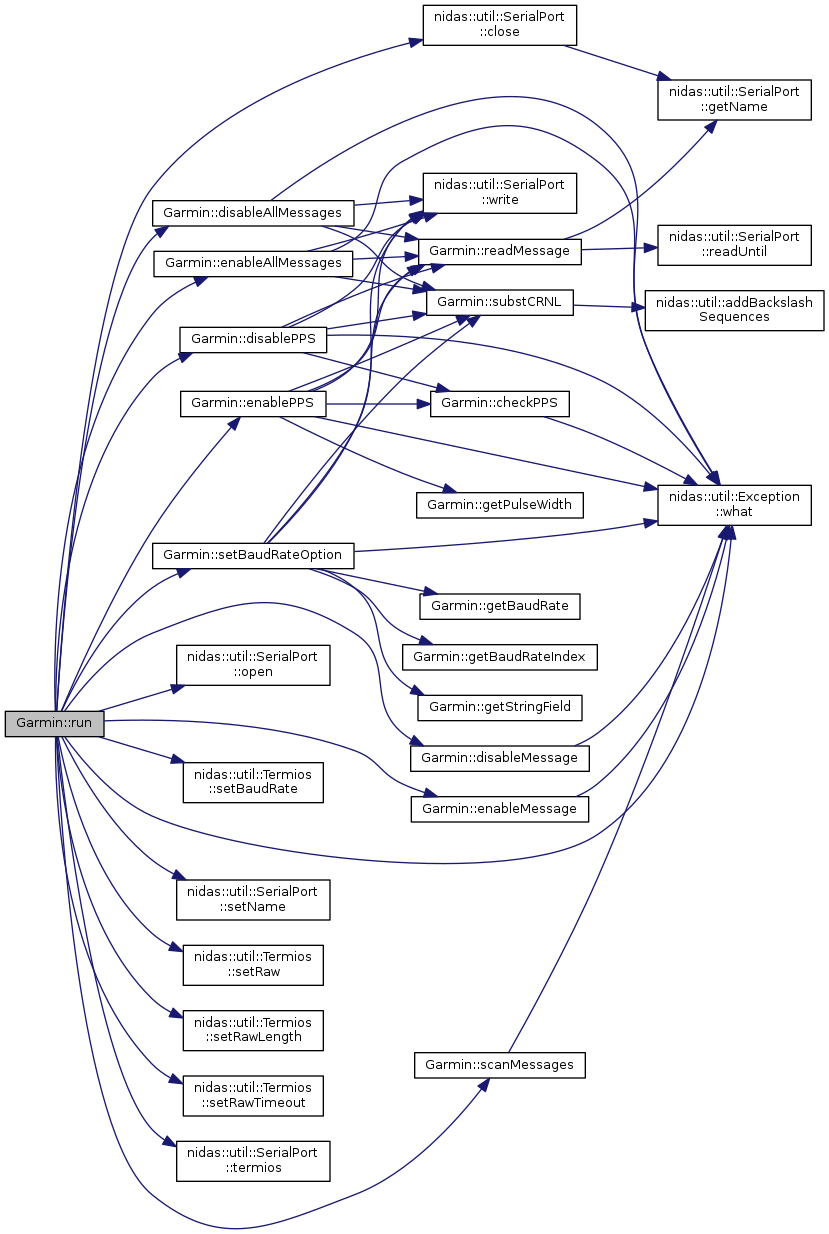 nidas::util::SerialPort
::close
nidas::util::SerialPort
::getName
nidas::util::SerialPort
::write
Garmin::disableAllMessages
Garmin::readMessage
nidas::util::SerialPort
::readUntil
Garmin::enableAllMessages
Garmin::substCRNL
nidas::util::addBackslash
Sequences
Garmin::disablePPS
Garmin::enablePPS
Garmin::checkPPS
Garmin::getPulseWidth
nidas::util::Exception
::what
Garmin::setBaudRateOption
Garmin::getBaudRate
Garmin::getBaudRateIndex
nidas::util::SerialPort
::open
Garmin::getStringField
Garmin::run
Garmin::disableMessage
nidas::util::Termios
::setBaudRate
Garmin::enableMessage
nidas::util::SerialPort
::setName
nidas::util::Termios
::setRaw
nidas::util::Termios
::setRawLength
Garmin::scanMessages
nidas::util::Termios
::setRawTimeout
nidas::util::SerialPort
::termios